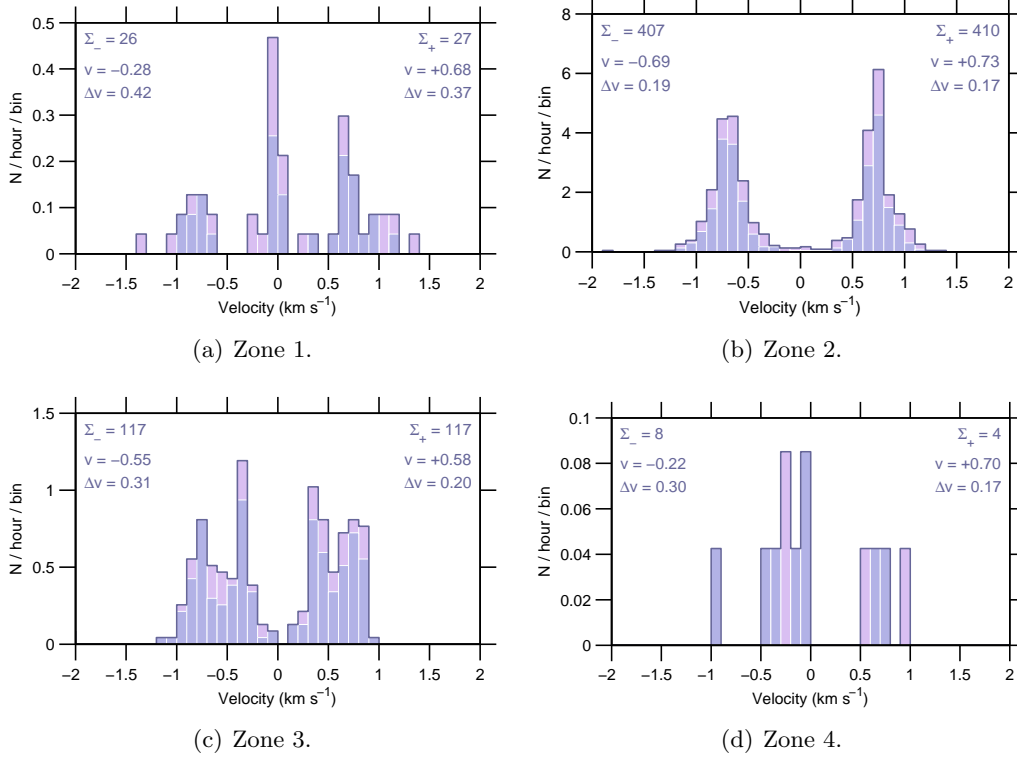 0.5
0.4
0.3
0.2
0.1
0
N / hour / bin
Σ₋ = 26
v = −0.28
Δv = 0.42
Σ₊ = 27
v = +0.68
Δv = 0.37
−2 −1.5 −1 −0.5 0 0.5 1 1.5 2
Velocity (km s⁻¹)
(a) Zone 1.
8
6
4
2
0
N / hour / bin
Σ₋ = 407
v = −0.69
Δv = 0.19
Σ₊ = 410
v = +0.73
Δv = 0.17
−2 −1.5 −1 −0.5 0 0.5 1 1.5 2
Velocity (km s⁻¹)
(b) Zone 2.
1.5
1
0.5
0
N / hour / bin
Σ₋ = 117
v = −0.55
Δv = 0.31
Σ₊ = 117
v = +0.58
Δv = 0.20
−2 −1.5 −1 −0.5 0 0.5 1 1.5 2
Velocity (km s⁻¹)
(c) Zone 3.
0.1
0.08
0.06
0.04
0.02
0
N / hour / bin
Σ₋ = 8
v = −0.22
Δv = 0.30
Σ₊ = 4
v = +0.70
Δv = 0.17
−2 −1.5 −1 −0.5 0 0.5 1 1.5 2
Velocity (km s⁻¹)
(d) Zone 4.